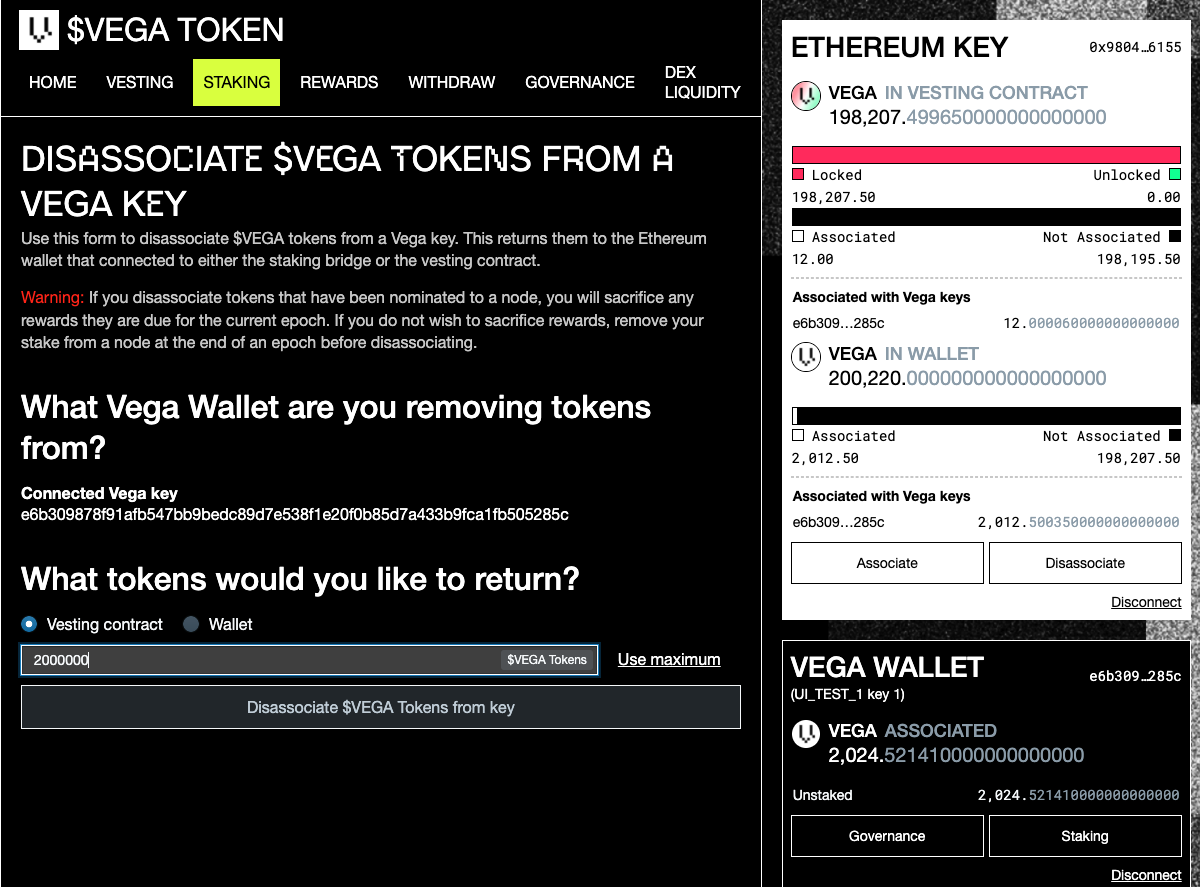 $VEGA TOKEN
HOME VESTING STAKING REWARDS WITHDRAW GOVERNANCE DEX LIQUIDITY
DISASSOCIATE $VEGA TOKENS FROM A
VEGA KEY
Use this form to disassociate $VEGA tokens from a Vega key. This returns them to the Ethereum
wallet that connected to either the staking bridge or the vesting contract.
Warning: If you disassociate tokens that have been nominated to a node, you will sacrifice any
rewards they are due for the current epoch. If you do not wish to sacrifice rewards, remove your
stake from a node at the end of an epoch before disassociating.
What Vega Wallet are you removing tokens
from?
Connected Vega key
e6b309878f91afb547bb9bedc89d7e538f1e20f0b85d7a433b9fca1fb505285c
What tokens would you like to return?
Vesting contract Wallet
2000000 $VEGA Tokens Use maximum
Disassociate $VEGA Tokens from key
ETHEREUM KEY 0x9804…6155
VEGA IN VESTING CONTRACT
198,207.499650000000000000
Locked Unlocked
198,207.50 0.00
Associated Not Associated
12.00 198,195.50
Associated with Vega keys
e6b309…285c 12.000060000000000000
VEGA IN WALLET
200,220.000000000000000000
Associated Not Associated
2,012.50 198,207.50
Associated with Vega keys
e6b309…285c 2,012.500350000000000000
Associate Disassociate
Disconnect
VEGA WALLET e6b309…285c
(UI_TEST_1 key 1)
VEGA ASSOCIATED
2,024.521410000000000000
Unstaked 2,024.521410000000000000
Governance Staking
Disconnect